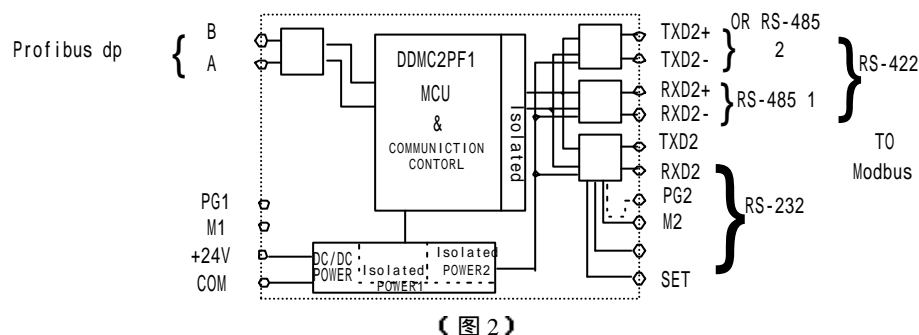 Profibus dp
{
B
A
PG1
M1
+24V
COM
DDMC2PF1
MCU
&
COMMUNICTION
CONTORL
Isolated
DC/DC
POWER
Isolated
POWER1
Isolated
POWER2
TXD2+
TXD2-
RXD2+
RXD2-
TXD2
RXD2
PG2
M2
SET
} OR RS-485
2
} RS-485 1
} RS-422
} RS-232
TO
Modbus
(图2)